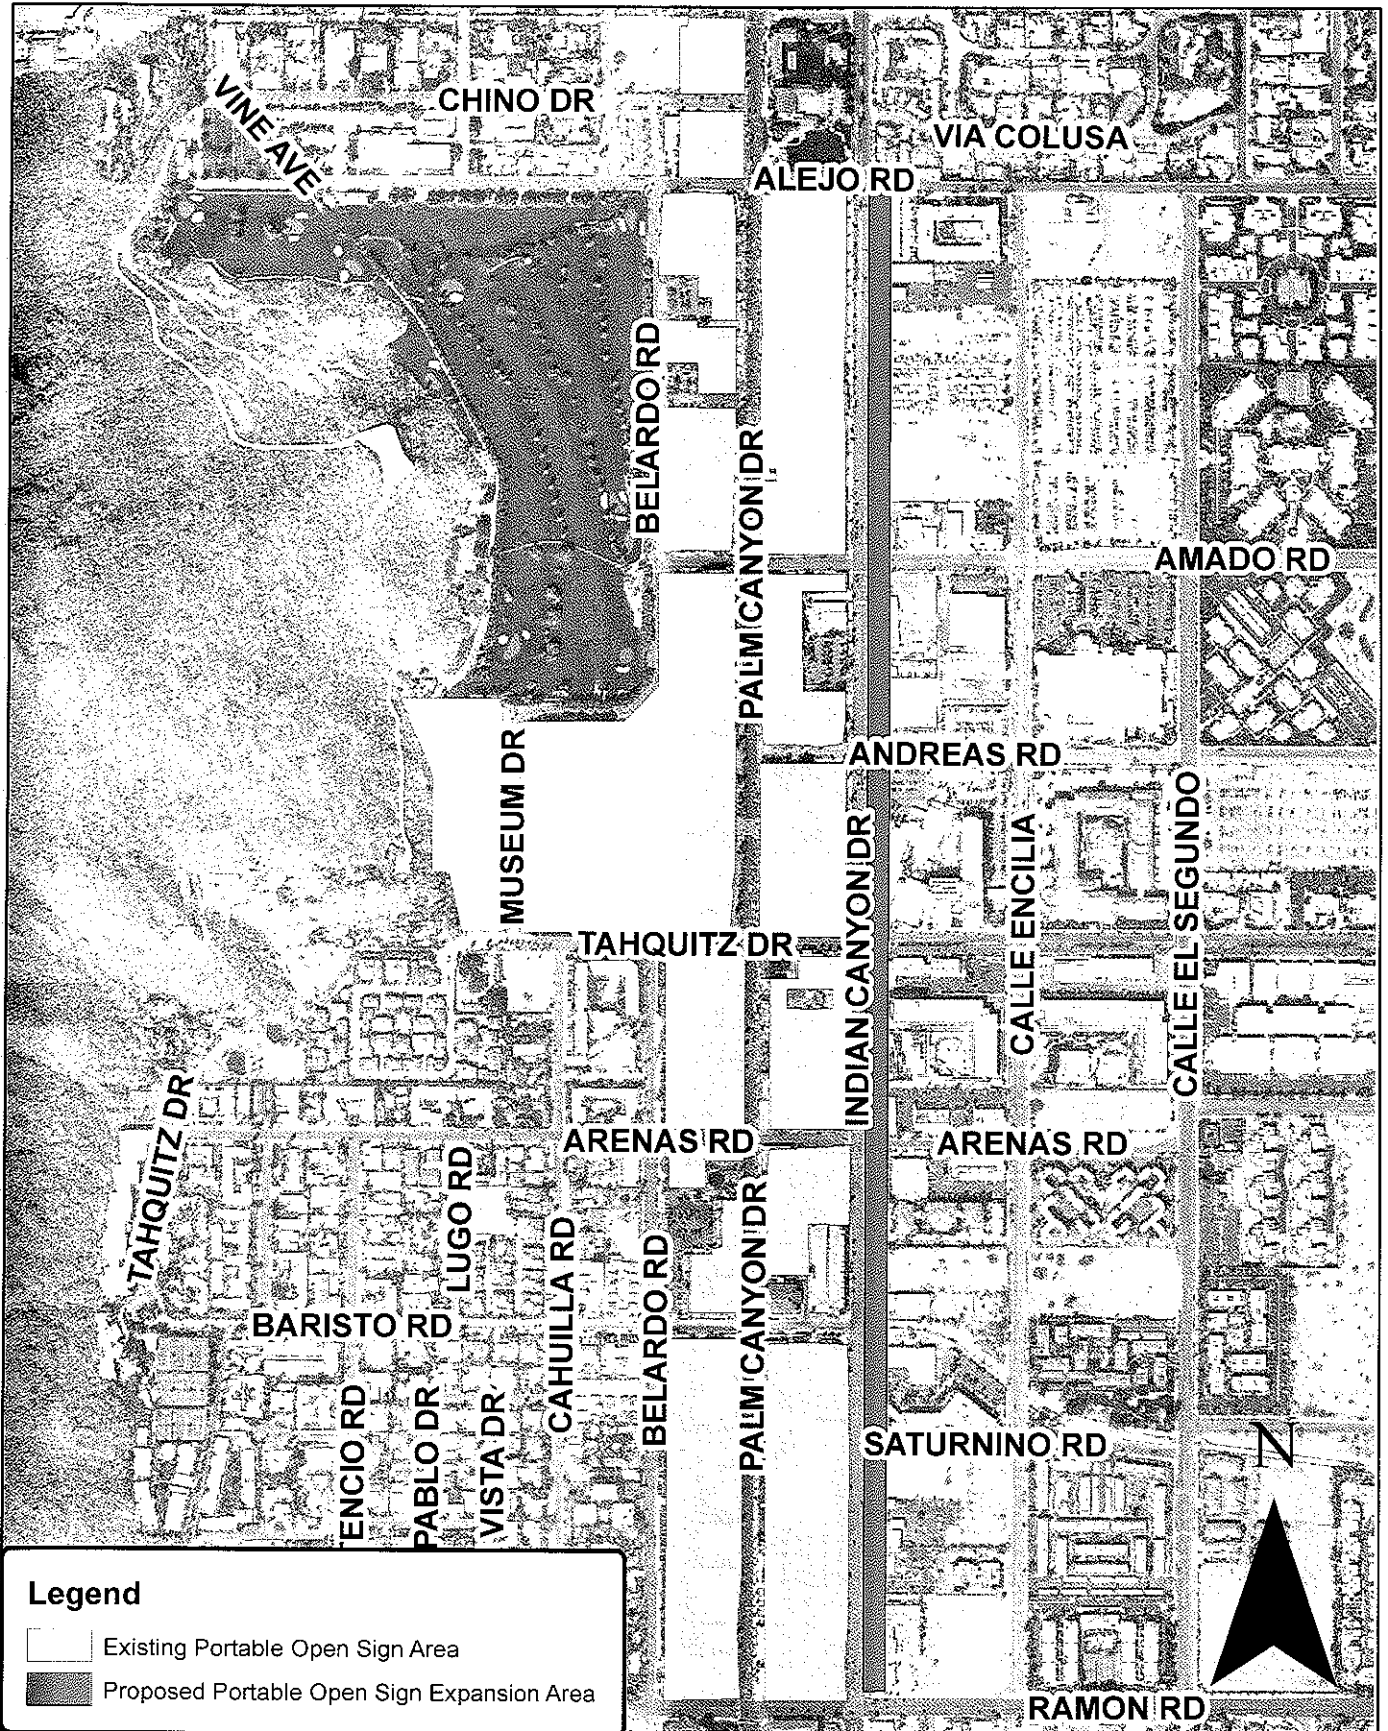 VINE AVE
CHINO DR
VIA COLUSA
ALEJO RD
BELARDO RD
PALM CANYON DR
AMADO RD
ANDREAS RD
MUSEUM DR
INDIAN CANYON DR
CALLE ENCILIA
CALLE EL SEGUNDO
TAHQUITZ DR
TAHQUITZ DR
ARENAS RD
ARENAS RD
LUGO RD
CAHUILLA RD
BELARDO RD
PALM CANYON DR
BARISTO RD
ENCIO RD
PABLO DR
VISTA DR
SATURNINO RD
N
RAMON RD
Legend
Existing Portable Open Sign Area
Proposed Portable Open Sign Expansion Area